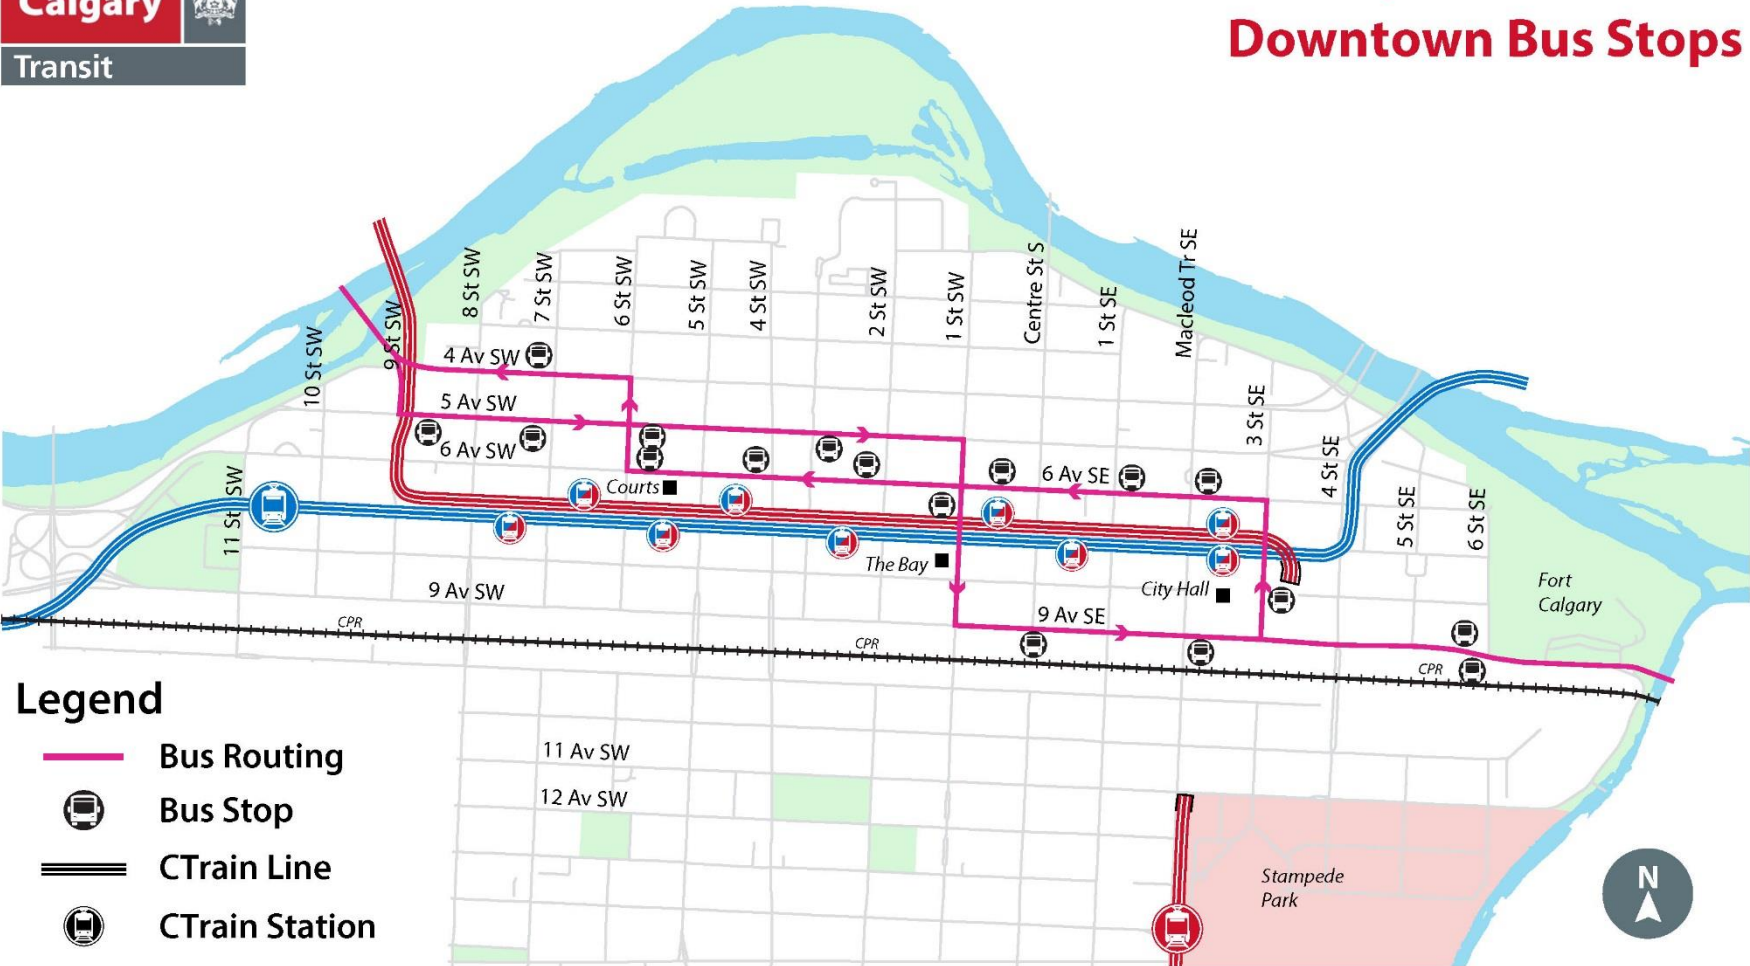 Calgary
Transit
Downtown Bus Stops
8 St SW
7 St SW
6 St SW
5 St SW
4 St SW
2 St SW
1 St SW
Centre St S
1 St SE
Macleod Tr SE
9 St SW
10 St SW
4 Av SW
5 Av SW
6 Av SW
3 St SE
4 St SE
5 St SE
6 St SE
11 St SW
6 Av SE
Courts
The Bay
City Hall
9 Av SW
9 Av SE
Fort
Calgary
CPR
CPR
CPR
11 Av SW
12 Av SW
Stampede
Park
N
Legend
Bus Routing
Bus Stop
CTrain Line
CTrain Station